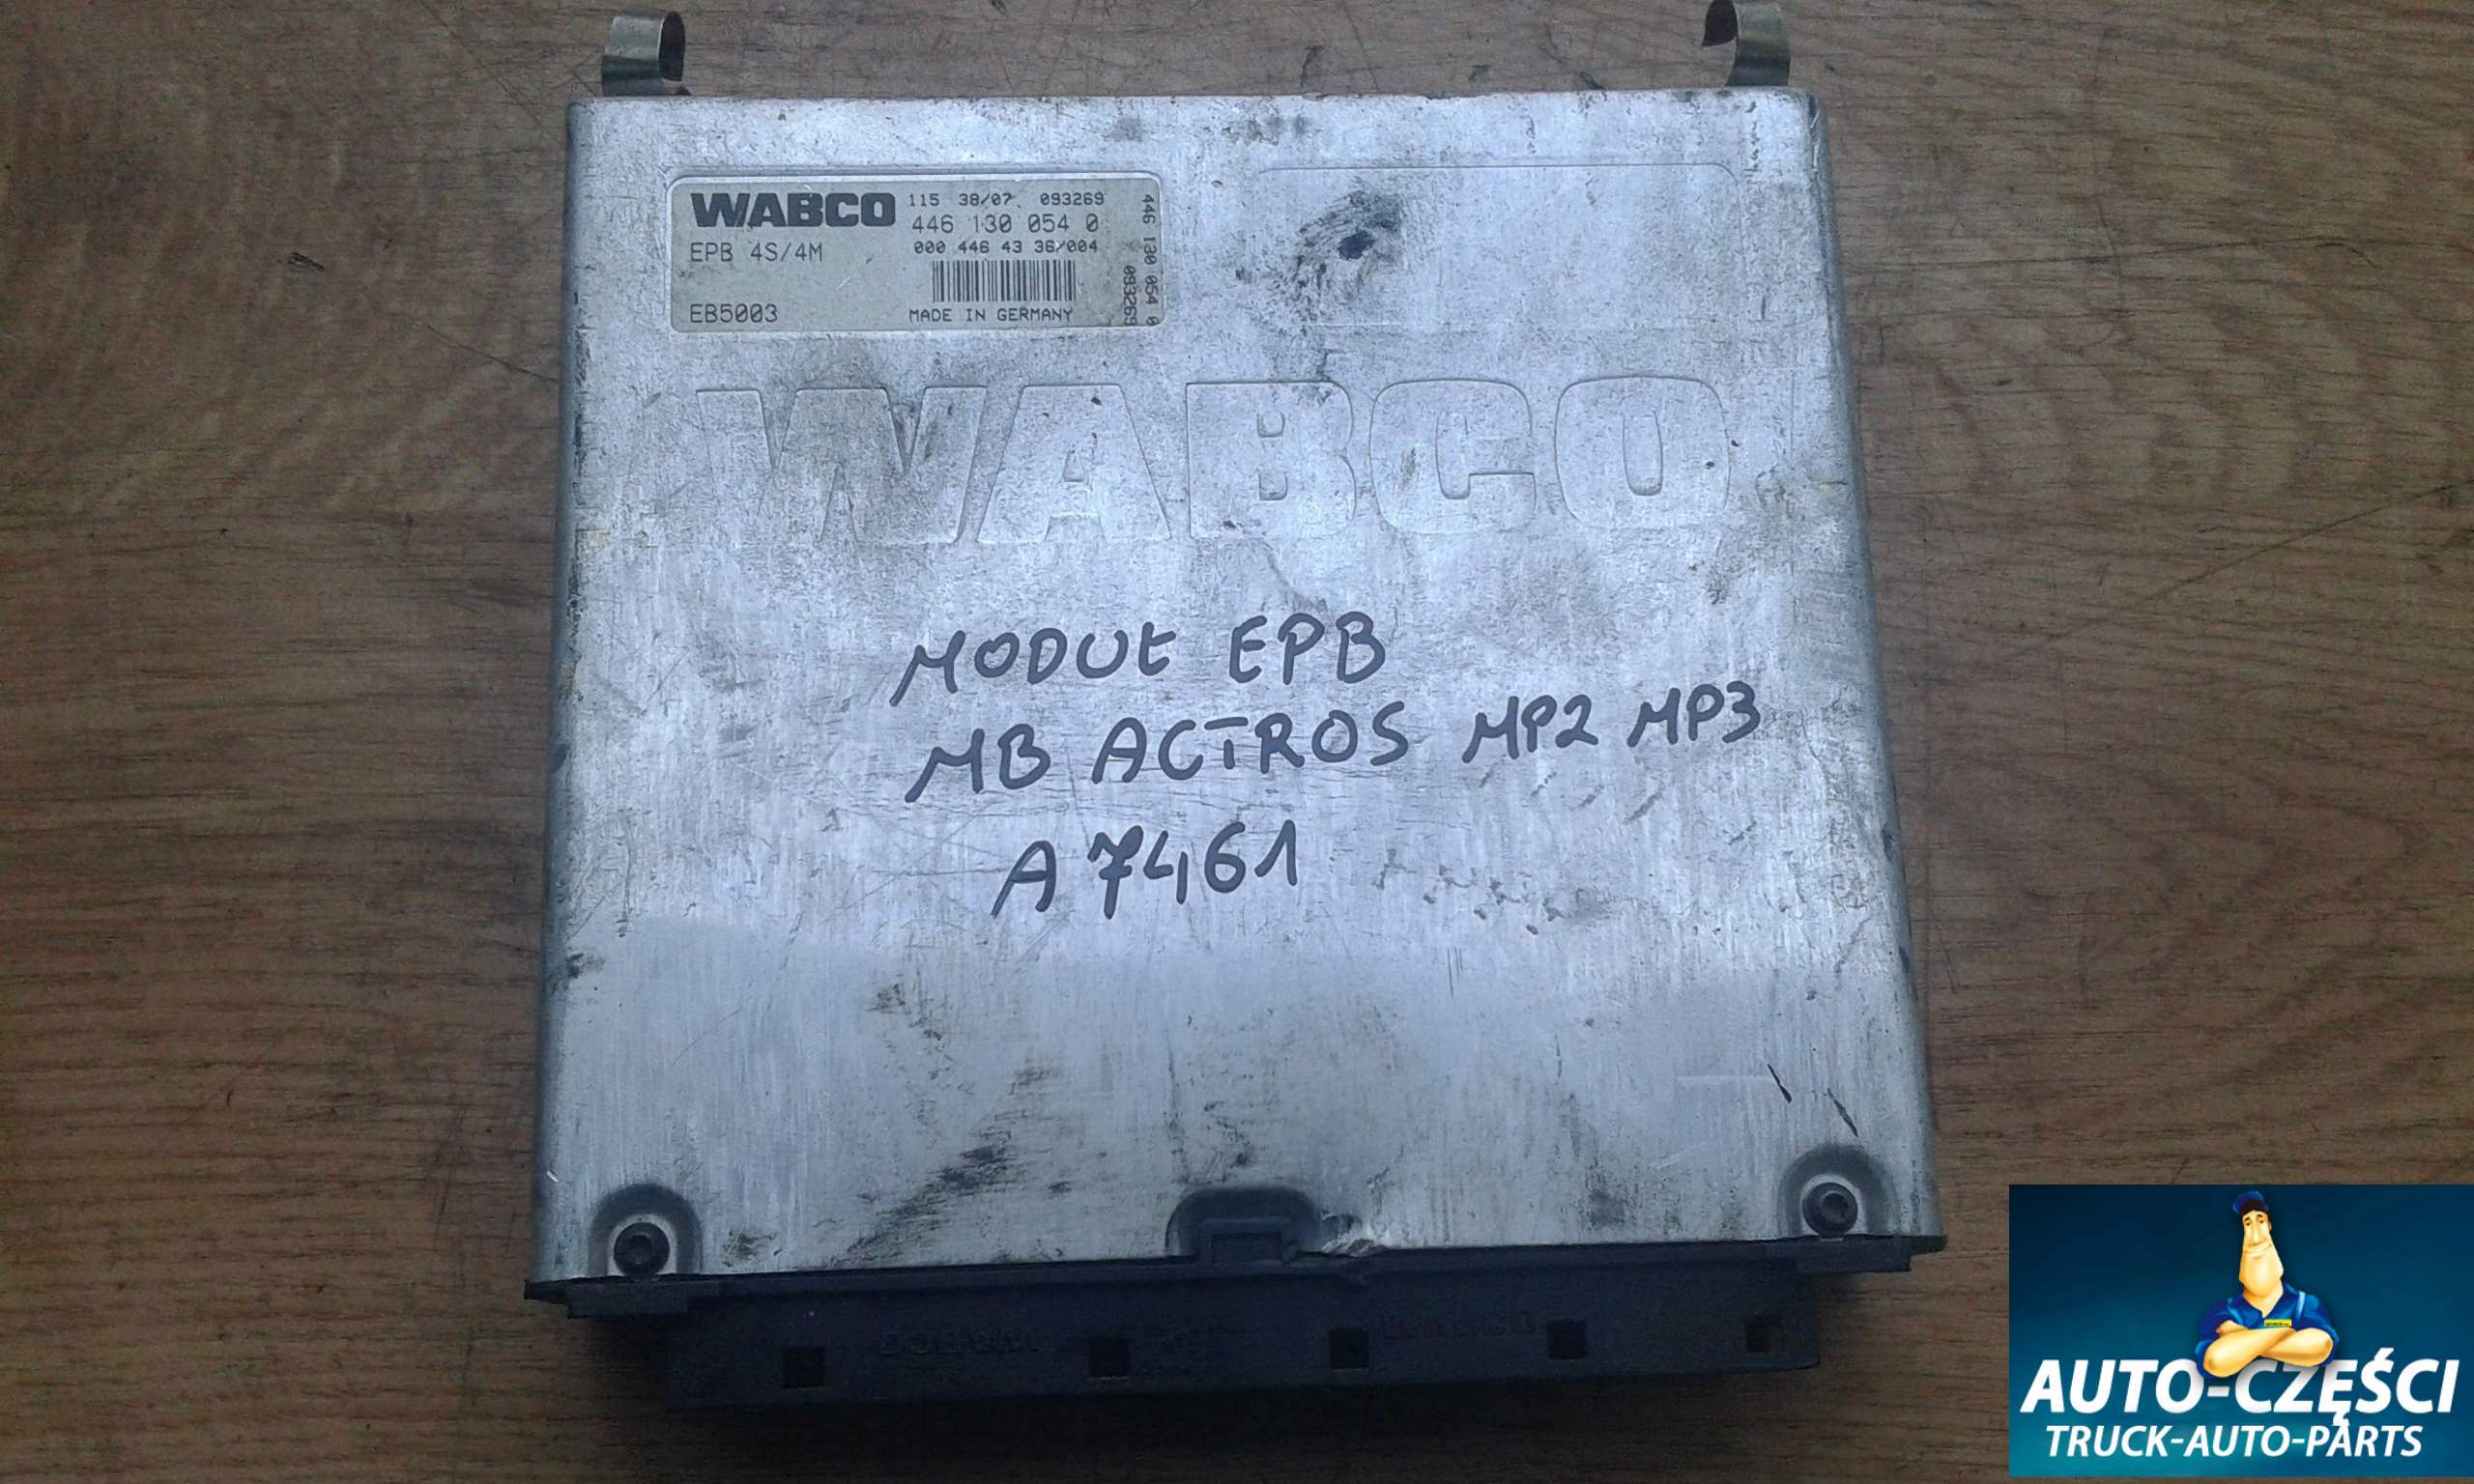 WABCO
115 38/07 093269
446 130 054 0
EPB 4S/4M
000 446 43 36/004
EB5003
MADE IN GERMANY
446 130 054 0
093269
WABCO
MODUŁ EPB
MB ACTROS MP2 MP3
A7461
WABCO
AUTO-CZĘŚCI
TRUCK-AUTO-PARTS